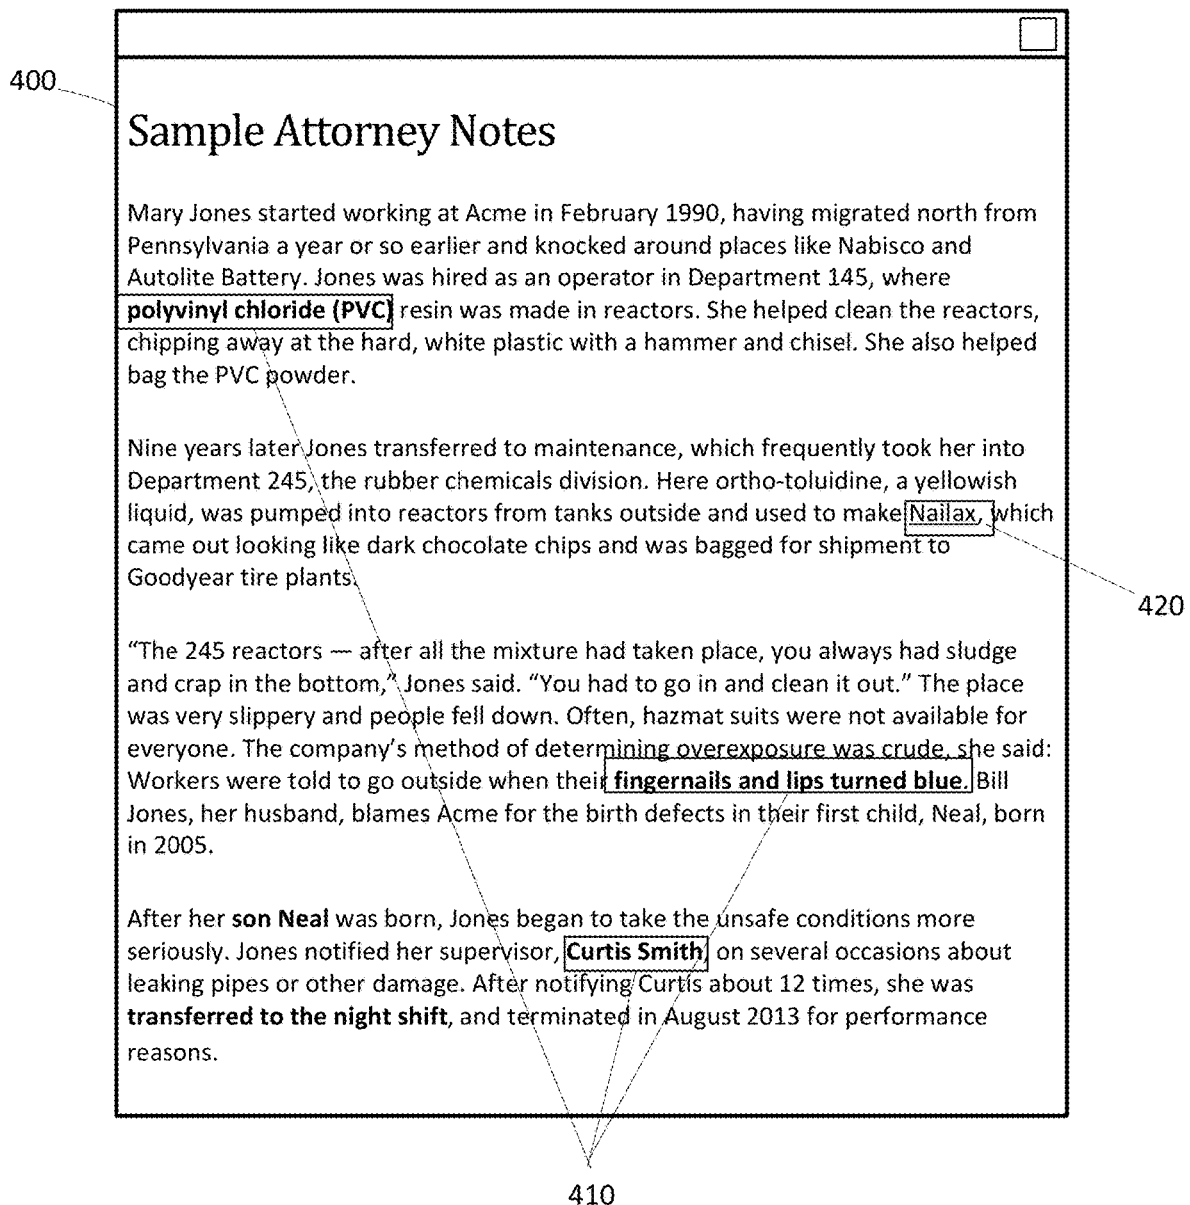 400
Sample Attorney Notes
Mary Jones started working at Acme in February 1990, having migrated north from
Pennsylvania a year or so earlier and knocked around places like Nabisco and
Autolite Battery. Jones was hired as an operator in Department 145, where
polyvinyl chloride (PVC) resin was made in reactors. She helped clean the reactors,
chipping away at the hard, white plastic with a hammer and chisel. She also helped
bag the PVC powder.
Nine years later Jones transferred to maintenance, which frequently took her into
Department 245, the rubber chemicals division. Here ortho-toluidine, a yellowish
liquid, was pumped into reactors from tanks outside and used to make Nailax, which
came out looking like dark chocolate chips and was bagged for shipment to
Goodyear tire plants.
420
“The 245 reactors — after all the mixture had taken place, you always had sludge
and crap in the bottom,” Jones said. “You had to go in and clean it out.” The place
was very slippery and people fell down. Often, hazmat suits were not available for
everyone. The company’s method of determining overexposure was crude, she said:
Workers were told to go outside when their fingernails and lips turned blue. Bill
Jones, her husband, blames Acme for the birth defects in their first child, Neal, born
in 2005.
After her son Neal was born, Jones began to take the unsafe conditions more
seriously. Jones notified her supervisor, Curtis Smith, on several occasions about
leaking pipes or other damage. After notifying Curtis about 12 times, she was
transferred to the night shift, and terminated in August 2013 for performance
reasons.
410